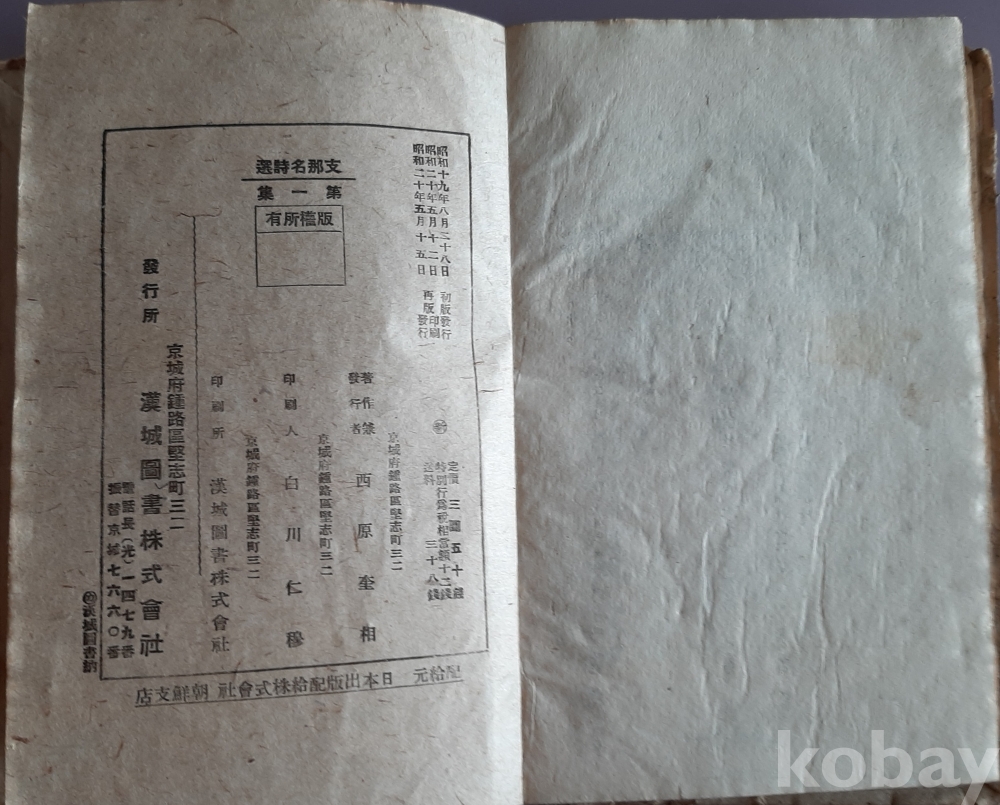 昭和十九年八月二十八日 初版發行
昭和二十年五月十二日 再版印刷
昭和二十年五月十五日 再版發行
支那名詩選
第一集
版權所有
定價 三圓五十錢
特別行爲稅相當額十二錢
送料 三十八錢
京城府鍾路區堅志町三二
著作兼發行者 西原奎相
京城府鍾路區堅志町三二
印刷人 白川仁穆
京城府鍾路區堅志町三二
印刷所 漢城圖書株式會社
京城府鍾路區堅志町三二
發行所 漢城圖書株式會社
電話長(光)一四七九番
振替京城七六六〇番
漢城圖書納
配給元 日本出版配給株式會社 朝鮮支店
kobay